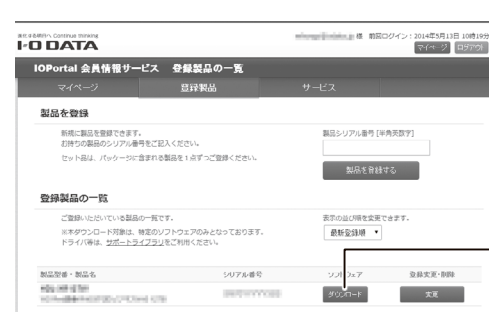 進化する明日へ Continue thinking
I-O DATA
様 前回ログイン：2014年5月13日 10時19分
マイページ ログアウト
IOPortal 会員情報サービス 登録製品の一覧
マイページ 登録製品 サービス
製品を登録
新規に製品を登録できます。
お持ちの製品のシリアル番号をご記入ください。
セット品は、パッケージに含まれる製品を1点ずつご登録ください。
製品シリアル番号 [半角英数字]
製品を登録する
登録製品の一覧
ご登録いただいている製品の一覧です。
※本ダウンロード対象は、特定のソフトウェアのみとなっております。
ドライバ等は、サポートライブラリをご利用ください。
表示の並び順を変更できます。
最新登録順
製品型番・製品名 シリアル番号 ソフトウェア 登録変更・削除
ダウンロード 変更